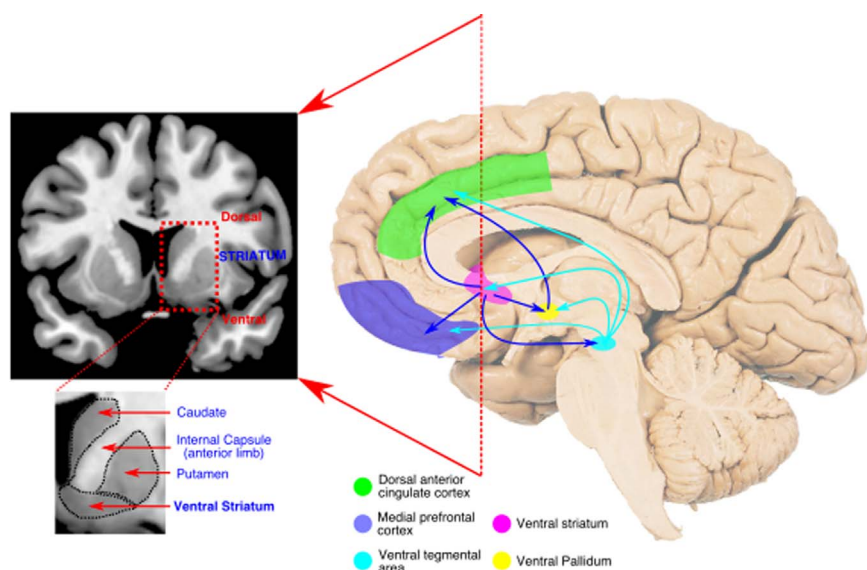 Dorsal
STRIATUM
Ventral
Caudate
Internal Capsule
(anterior limb)
Putamen
Ventral Striatum
Dorsal anterior
cingulate cortex
Medial prefrontal
cortex
Ventral tegmental
area
Ventral striatum
Ventral Pallidum